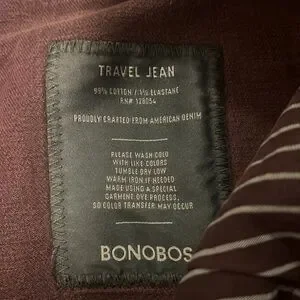 TRAVEL JEAN
99% COTTON / 1% ELASTANE
RN# 128054
PROUDLY CRAFTED FROM AMERICAN DENIM
PLEASE WASH COLD
WITH LIKE COLORS
TUMBLE DRY LOW
WARM IRON IF NEEDED
MADE USING A SPECIAL
GARMENT DYE PROCESS,
SO COLOR TRANSFER MAY OCCUR
BONOBOS